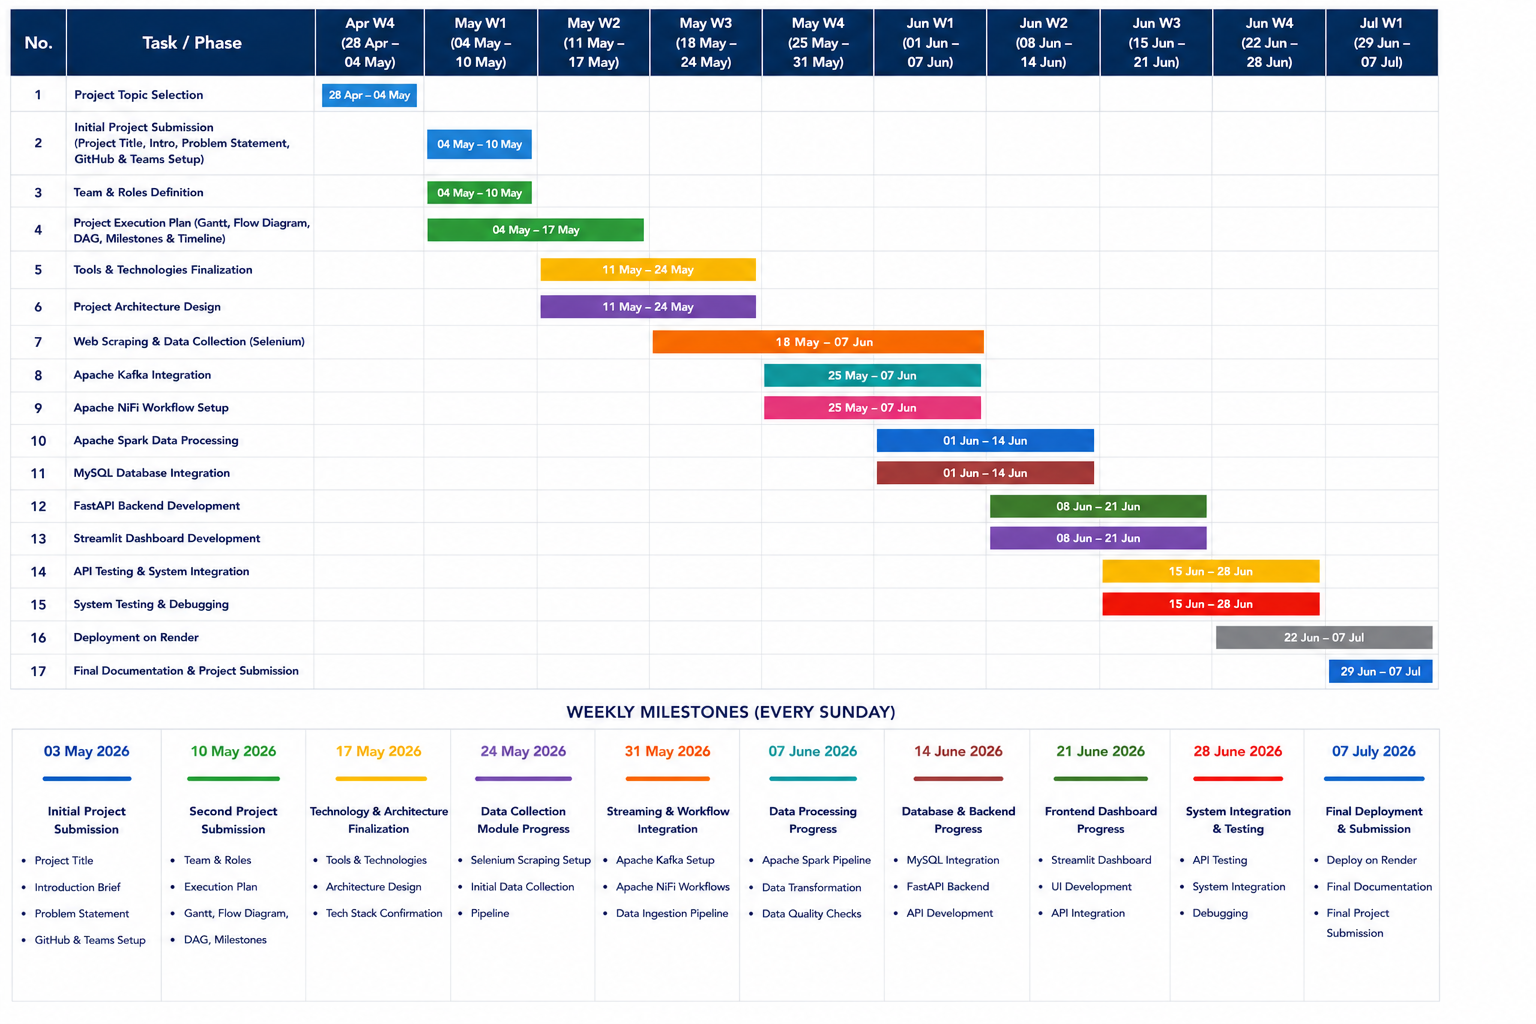 No.
Task / Phase
Apr W4
(28 Apr –
04 May)
May W1
(04 May –
10 May)
May W2
(11 May –
17 May)
May W3
(18 May –
24 May)
May W4
(25 May –
31 May)
Jun W1
(01 Jun –
07 Jun)
Jun W2
(08 Jun –
14 Jun)
Jun W3
(15 Jun –
21 Jun)
Jun W4
(22 Jun –
28 Jun)
Jul W1
(29 Jun –
07 Jul)
1 Project Topic Selection 28 Apr – 04 May
2 Initial Project Submission
(Project Title, Intro, Problem Statement,
GitHub & Teams Setup)
04 May – 10 May
3 Team & Roles Definition 04 May – 10 May
4 Project Execution Plan (Gantt, Flow Diagram,
DAG, Milestones & Timeline)
04 May – 17 May
5 Tools & Technologies Finalization 11 May – 24 May
6 Project Architecture Design 11 May – 24 May
7 Web Scraping & Data Collection (Selenium) 18 May – 07 Jun
8 Apache Kafka Integration 25 May – 07 Jun
9 Apache NiFi Workflow Setup 25 May – 07 Jun
10 Apache Spark Data Processing 01 Jun – 14 Jun
11 MySQL Database Integration 01 Jun – 14 Jun
12 FastAPI Backend Development 08 Jun – 21 Jun
13 Streamlit Dashboard Development 08 Jun – 21 Jun
14 API Testing & System Integration 15 Jun – 28 Jun
15 System Testing & Debugging 15 Jun – 28 Jun
16 Deployment on Render 22 Jun – 07 Jul
17 Final Documentation & Project Submission 29 Jun – 07 Jul
WEEKLY MILESTONES (EVERY SUNDAY)
03 May 2026
Initial Project
Submission
• Project Title
• Introduction Brief
• Problem Statement
• GitHub & Teams Setup
10 May 2026
Second Project
Submission
• Team & Roles
• Execution Plan
• Gantt, Flow Diagram,
• DAG, Milestones
17 May 2026
Technology & Architecture
Finalization
• Tools & Technologies
• Architecture Design
• Tech Stack Confirmation
24 May 2026
Data Collection
Module Progress
• Selenium Scraping Setup
• Initial Data Collection
• Pipeline
31 May 2026
Streaming & Workflow
Integration
• Apache Kafka Setup
• Apache NiFi Workflows
• Data Ingestion Pipeline
07 June 2026
Data Processing
Progress
• Apache Spark Pipeline
• Data Transformation
• Data Quality Checks
14 June 2026
Database & Backend
Progress
• MySQL Integration
• FastAPI Backend
• API Development
21 June 2026
Frontend Dashboard
Progress
• Streamlit Dashboard
• UI Development
• API Integration
28 June 2026
System Integration
& Testing
• API Testing
• System Integration
• Debugging
07 July 2026
Final Deployment
& Submission
• Deploy on Render
• Final Documentation
• Final Project
Submission